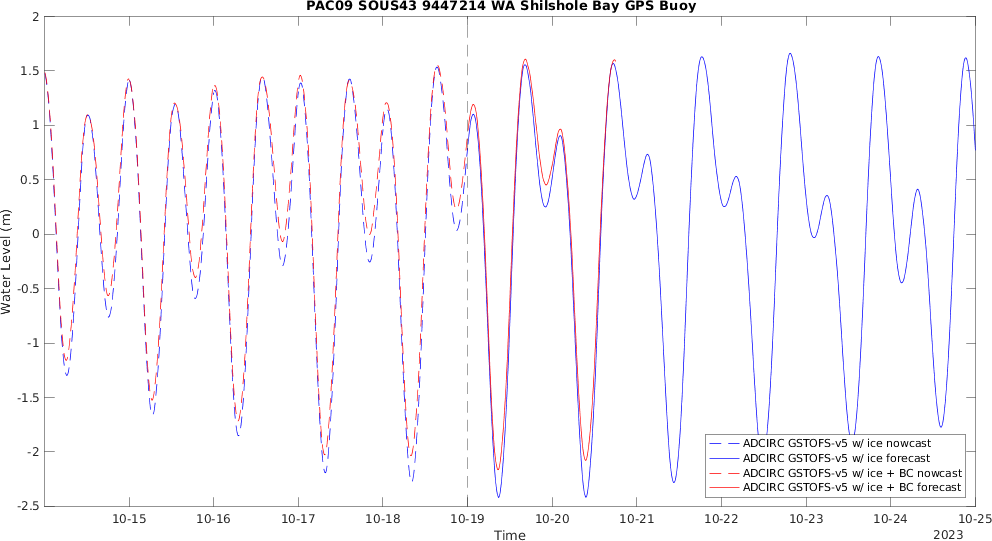 PAC09 SOUS43 9447214 WA Shilshole Bay GPS Buoy
2
1.5
1
0.5
0
-0.5
-1
-1.5
-2
-2.5
Water Level (m)
10-15 10-16 10-17 10-18 10-19 10-20 10-21 10-22 10-23 10-24 10-25
Time
2023
ADCIRC GSTOFS-v5 w/ ice nowcast
ADCIRC GSTOFS-v5 w/ ice forecast
ADCIRC GSTOFS-v5 w/ ice + BC nowcast
ADCIRC GSTOFS-v5 w/ ice + BC forecast